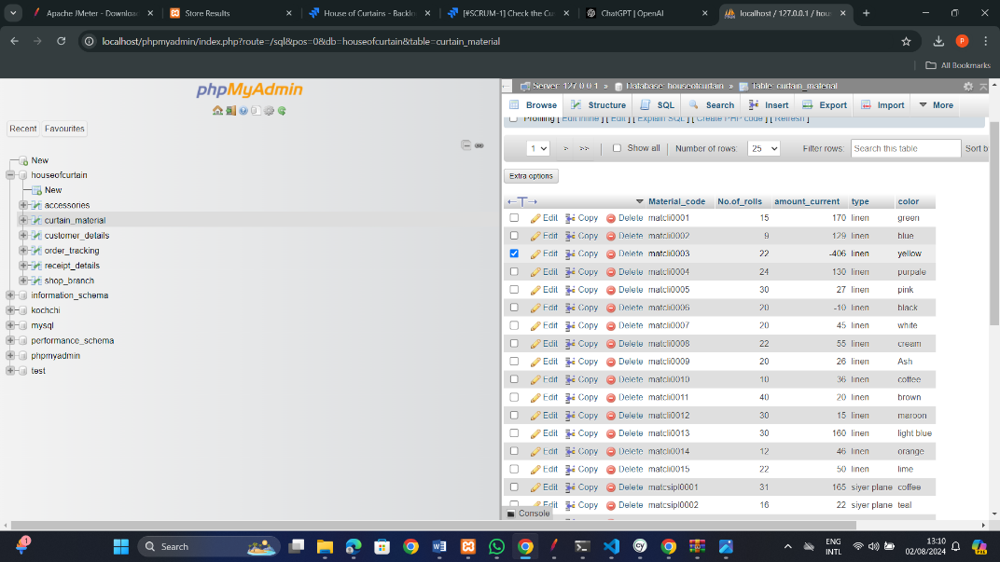 Apache JMeter - Download
Store Results
House of Curtains - Backl
[#SCRUM-1] Check the Cu
ChatGPT | OpenAI
localhost / 127.0.0.1 / hou
localhost/phpmyadmin/index.php?route=/sql&pos=0&db=houseofcurtain&table=curtain_material
P
All Bookmarks
phpMyAdmin
Recent Favourites
New
houseofcurtain
New
accessories
curtain_material
customer_details
order_tracking
receipt_details
shop_branch
information_schema
kochchi
mysql
performance_schema
phpmyadmin
test
Server: 127.0.0.1 » Database: houseofcurtain » Table: curtain_material
Browse Structure SQL Search Insert Export Import More
Profiling [ Edit inline ] [ Edit ] [ Explain SQL ] [ Create PHP code ] [ Refresh ]
1 > >> Show all Number of rows: 25 Filter rows: Search this table Sort by
Extra options
←T→ Material_code No.of_rolls amount_current type color
Edit Copy Delete matcli0001 15 170 linen green
Edit Copy Delete matcli0002 9 129 linen blue
Edit Copy Delete matcli0003 22 -406 linen yellow
Edit Copy Delete matcli0004 24 130 linen purpale
Edit Copy Delete matcli0005 30 27 linen pink
Edit Copy Delete matcli0006 20 -10 linen black
Edit Copy Delete matcli0007 20 45 linen white
Edit Copy Delete matcli0008 22 55 linen cream
Edit Copy Delete matcli0009 20 26 linen Ash
Edit Copy Delete matcli0010 10 36 linen coffee
Edit Copy Delete matcli0011 40 20 linen brown
Edit Copy Delete matcli0012 30 15 linen maroon
Edit Copy Delete matcli0013 30 160 linen light blue
Edit Copy Delete matcli0014 12 46 linen orange
Edit Copy Delete matcli0015 22 50 linen lime
Edit Copy Delete matcsipl0001 31 165 siyer plane coffee
Edit Copy Delete matcsipl0002 16 22 siyer plane teal
Console
1
Search
ENG
INTL
13:10
02/08/2024